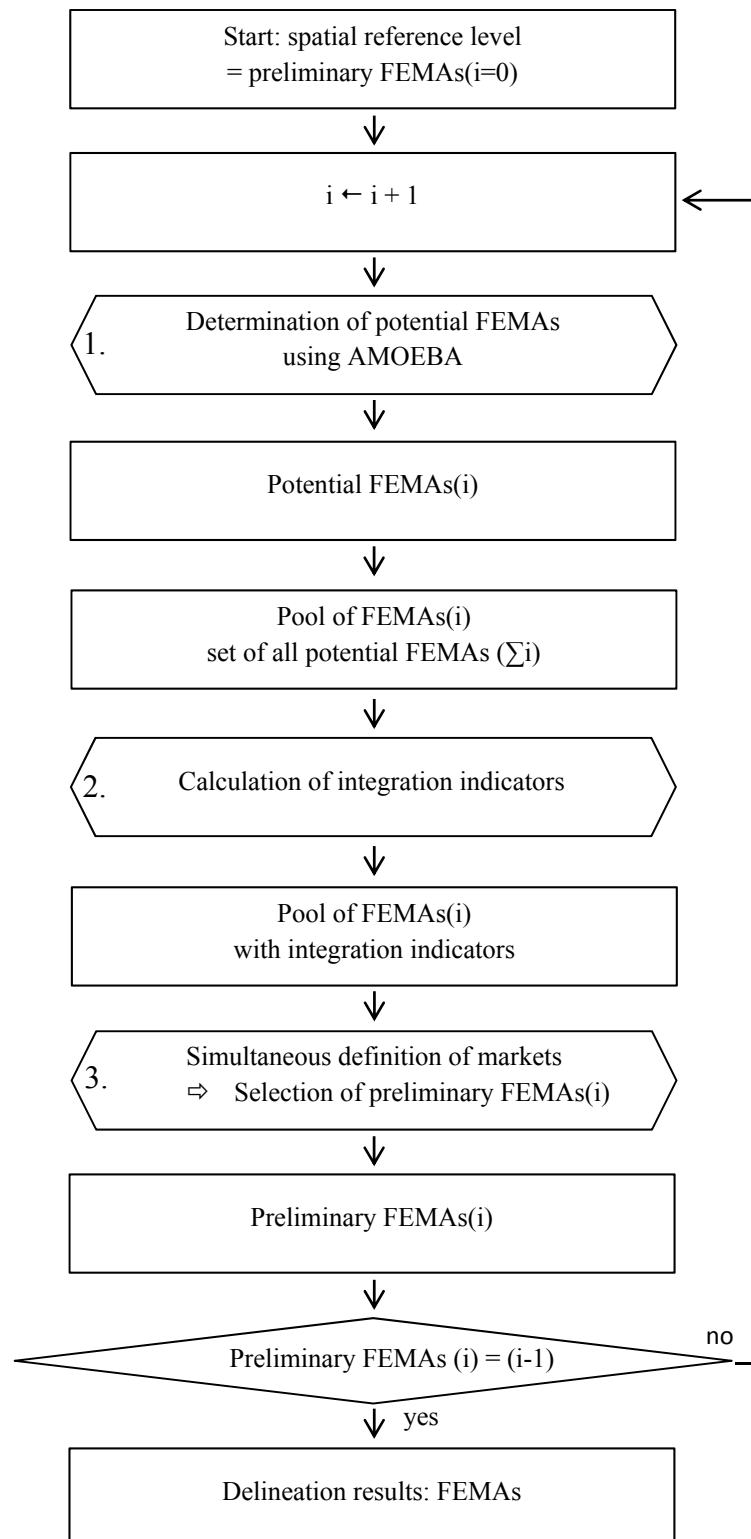 Start: spatial reference level
= preliminary FEMAs(i=0)
i ← i + 1
1.
Determination of potential FEMAs
using AMOEBA
Potential FEMAs(i)
Pool of FEMAs(i)
set of all potential FEMAs (∑i)
2.
Calculation of integration indicators
Pool of FEMAs(i)
with integration indicators
3.
Simultaneous definition of markets
⇨ Selection of preliminary FEMAs(i)
Preliminary FEMAs(i)
Preliminary FEMAs (i) = (i-1)
no
yes
Delineation results: FEMAs